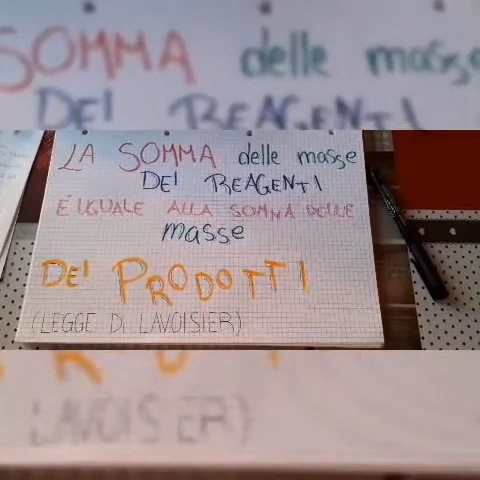 LA SOMMA delle masse
DEI REAGENTI
É UGUALE ALLA SOMMA DELLE
masse
DEI PRODOTTI
(LEGGE Di LAVOISIER)